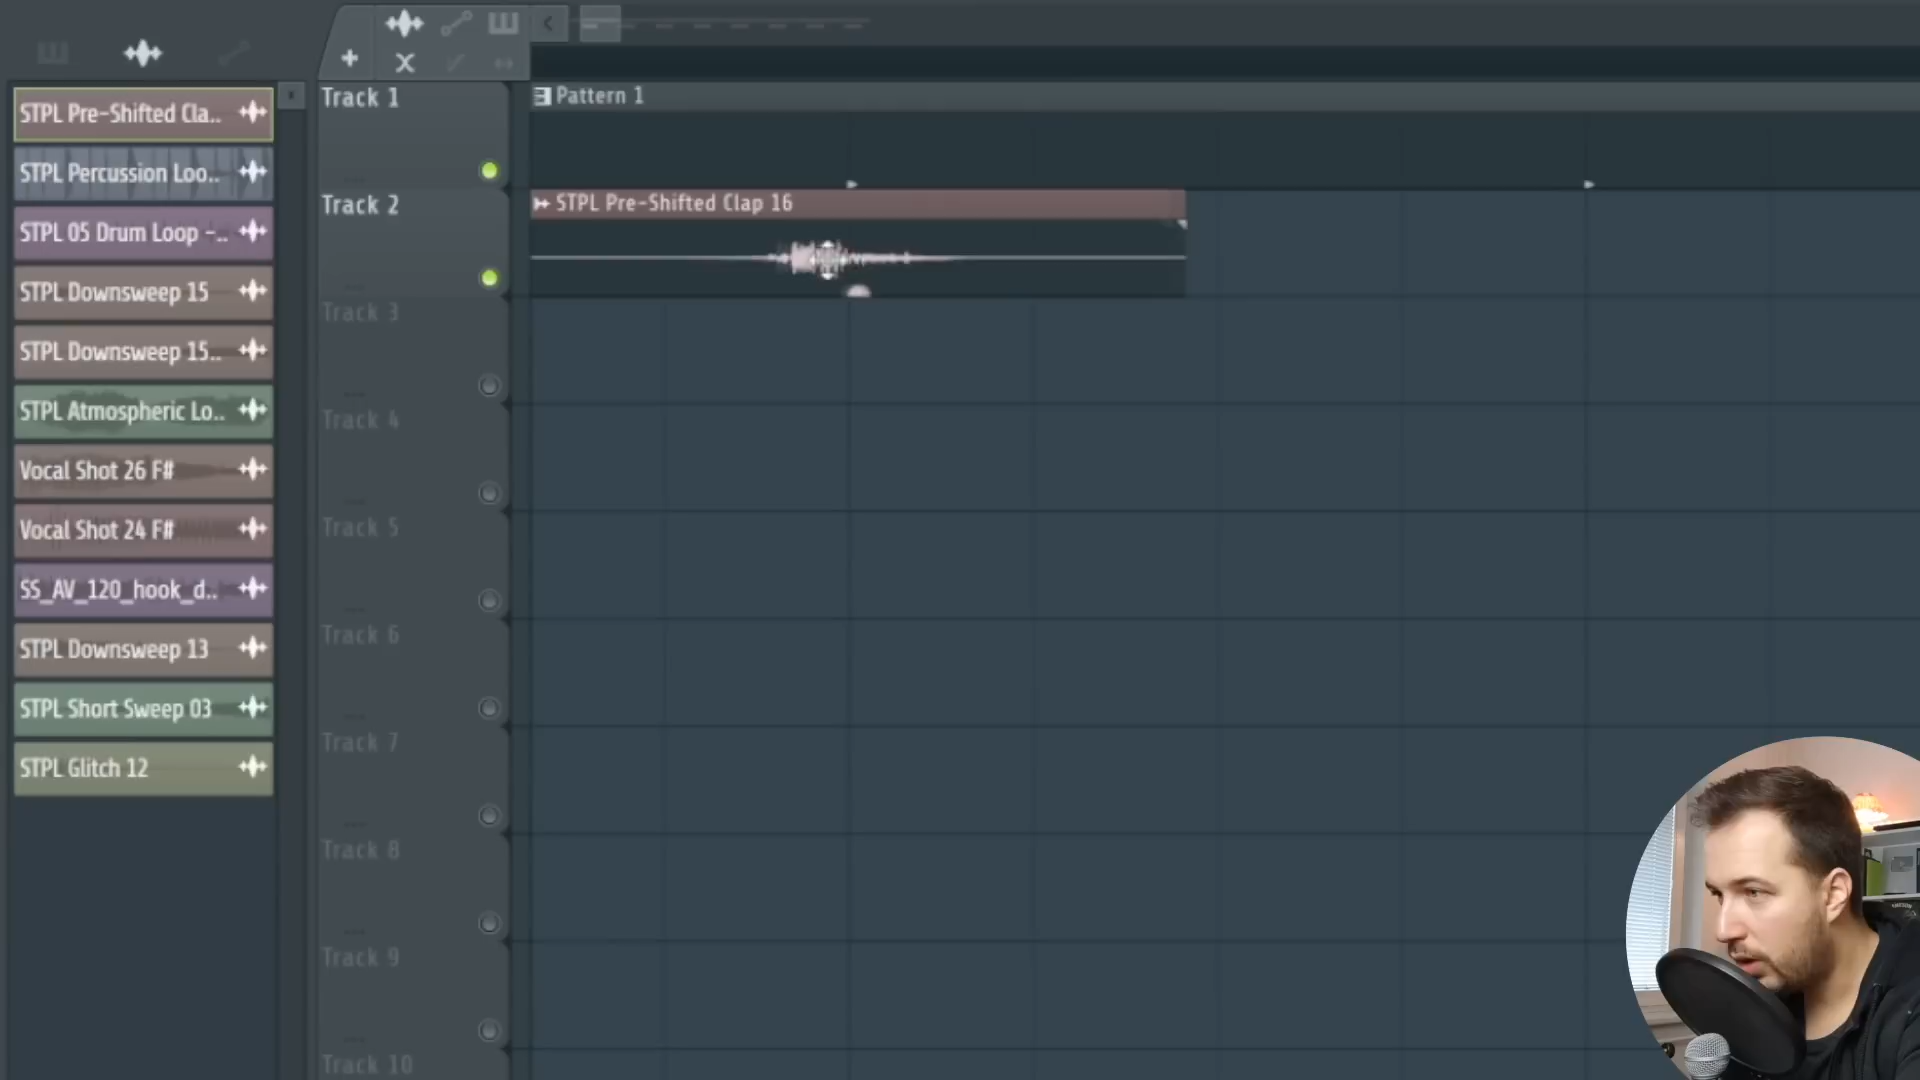 STPL Pre-Shifted Cla..
STPL Percussion Loo..
STPL 05 Drum Loop -..
STPL Downsweep 15
STPL Downsweep 15..
STPL Atmospheric Lo..
Vocal Shot 26 F#
Vocal Shot 24 F#
SS_AV_120_hook_d..
STPL Downsweep 13
STPL Short Sweep 03
STPL Glitch 12
Track 1
Track 2
Track 3
Track 4
Track 5
Track 6
Track 7
Track 8
Track 9
Track 10
Pattern 1
STPL Pre-Shifted Clap 16